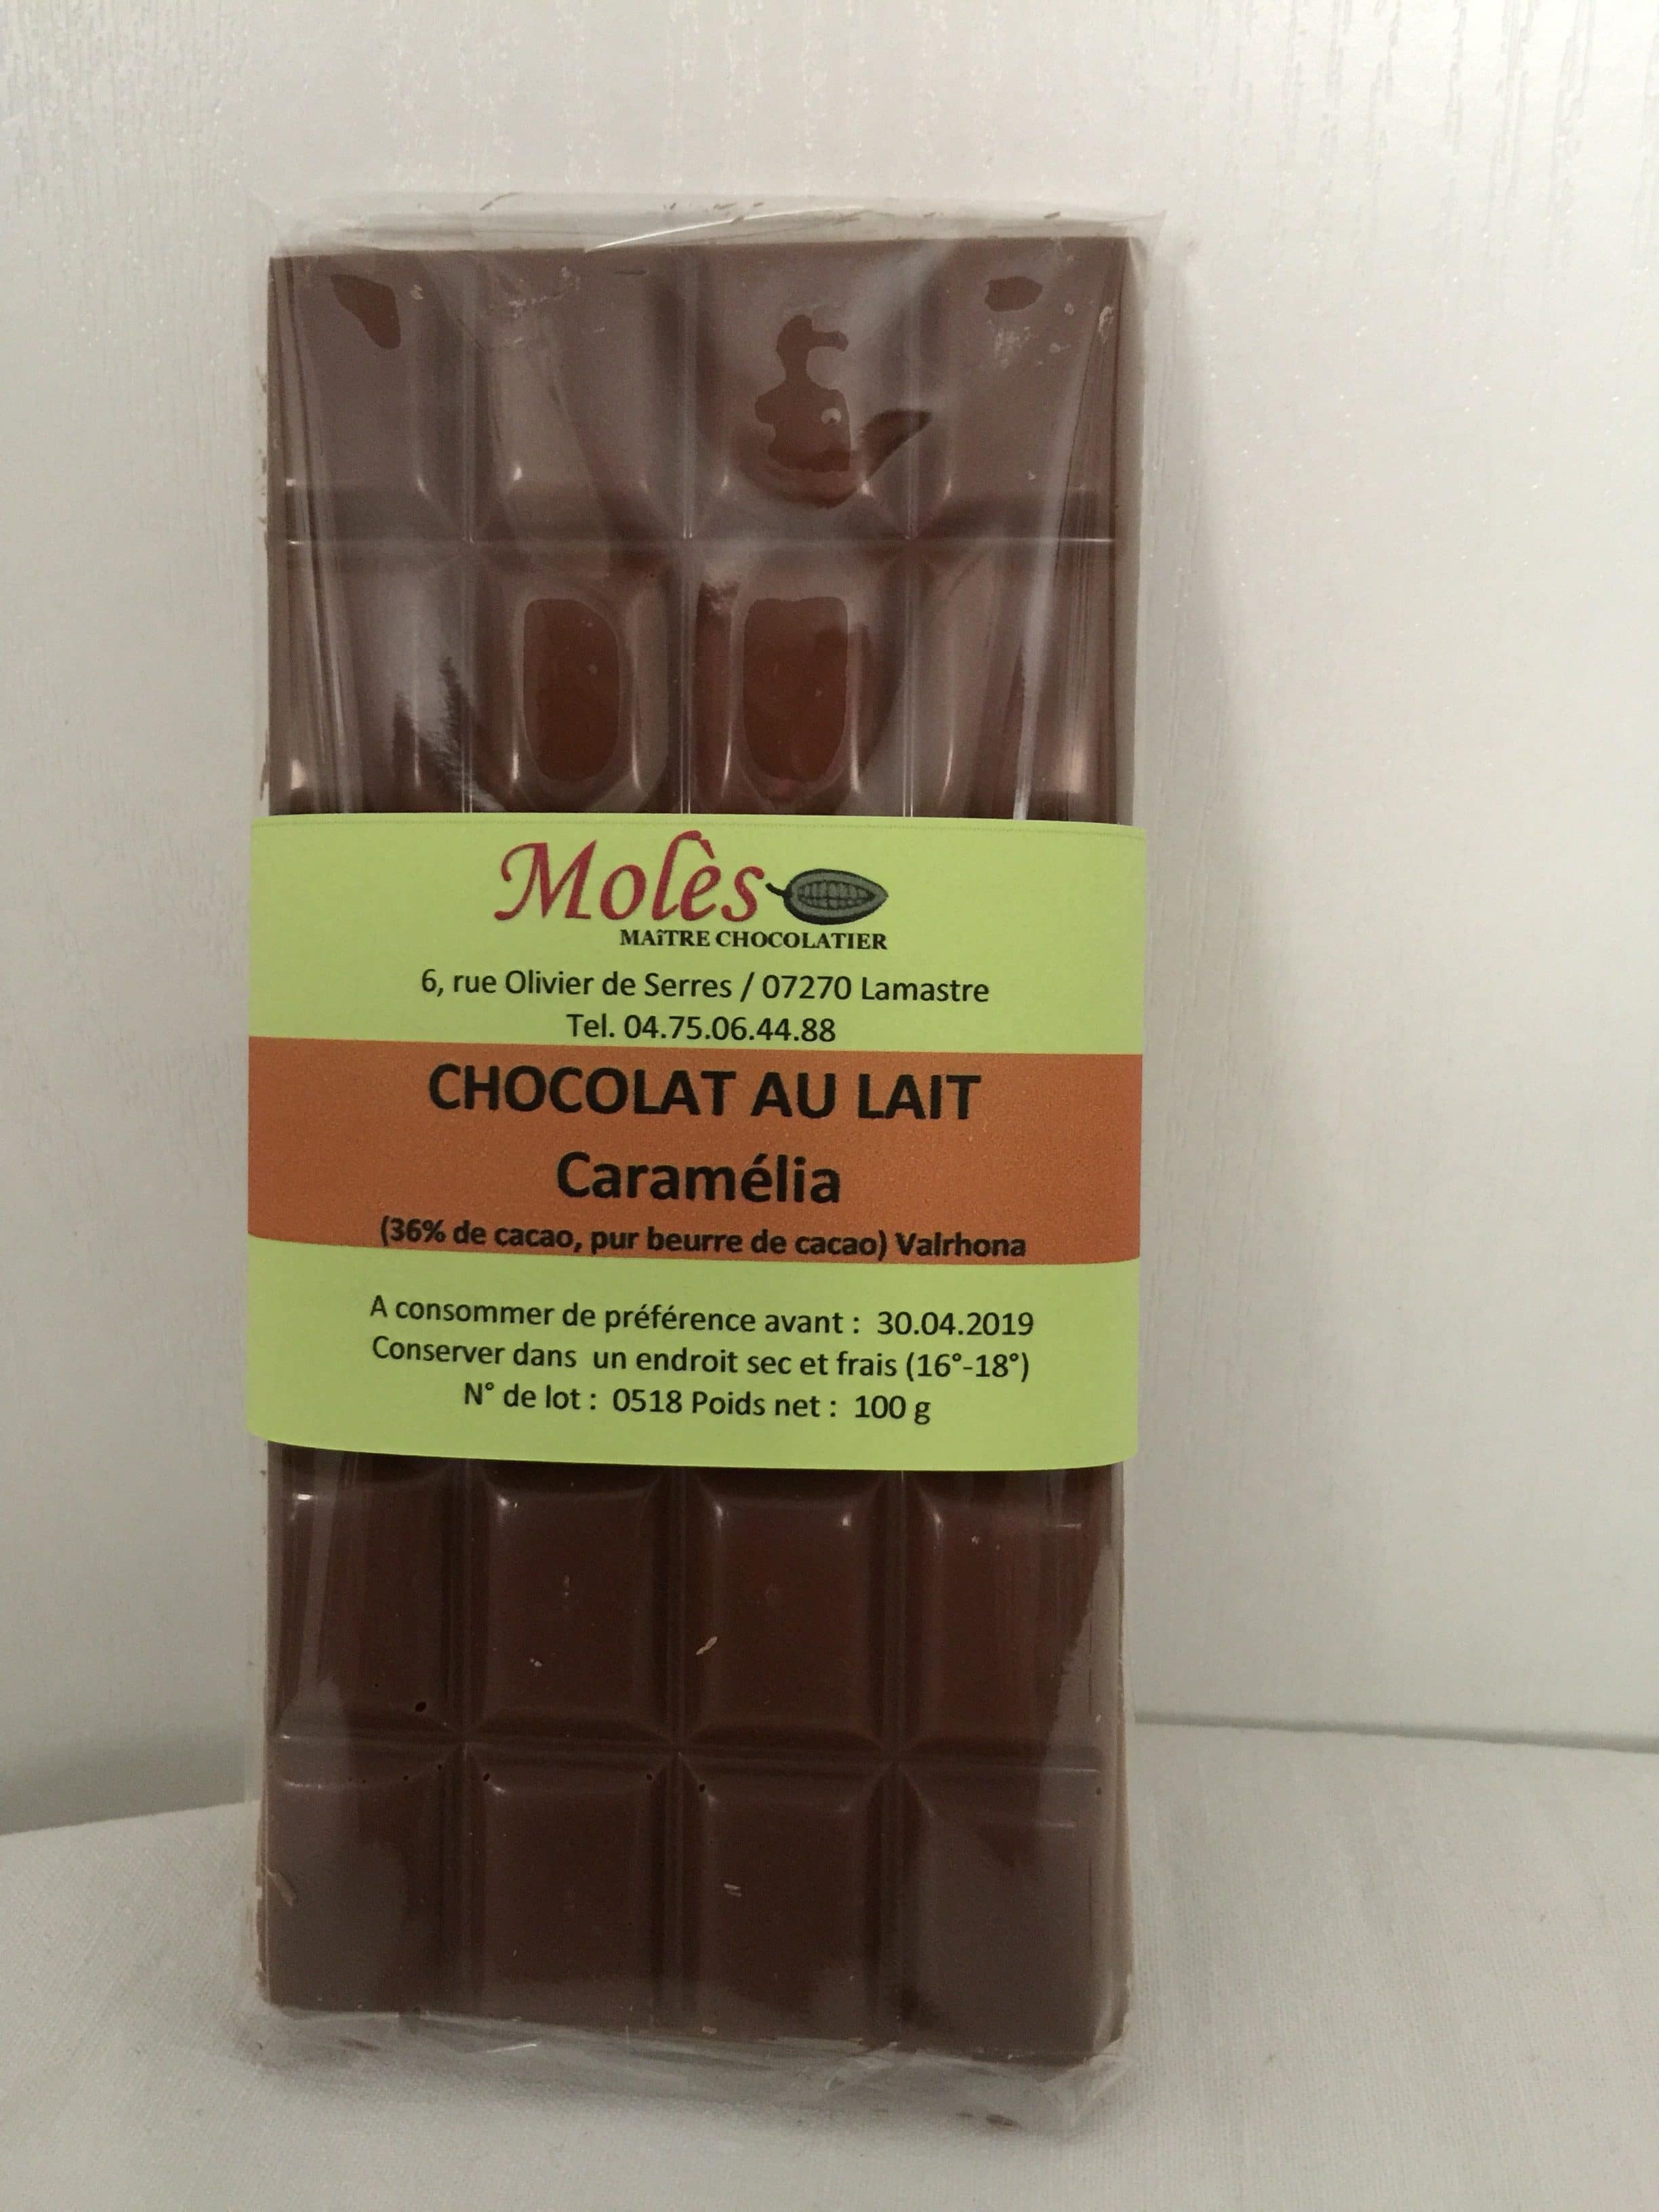 Molès
MAîTRE CHOCOLATIER
6, rue Olivier de Serres / 07270 Lamastre
Tel. 04.75.06.44.88
CHOCOLAT AU LAIT
Caramélia
(36% de cacao, pur beurre de cacao) Valrhona
A consommer de préférence avant : 30.04.2019
Conserver dans un endroit sec et frais (16°-18°)
N° de lot : 0518 Poids net : 100 g